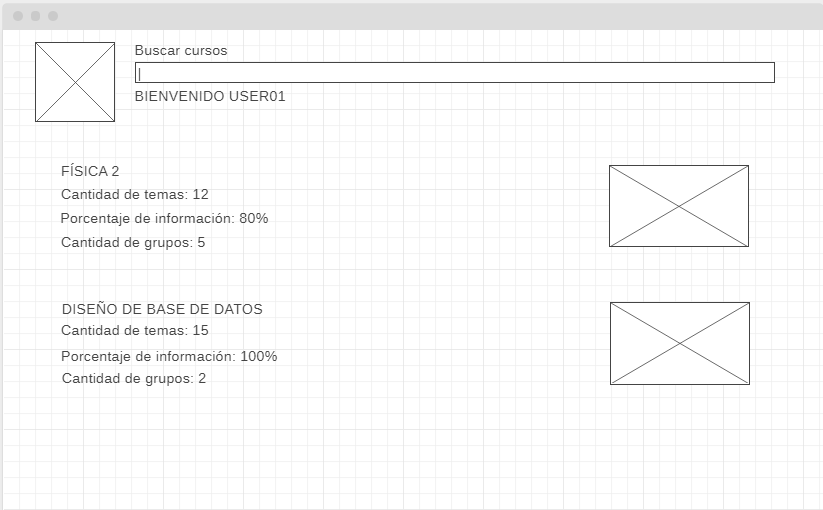 Buscar cursos
BIENVENIDO USER01
FÍSICA 2
Cantidad de temas: 12
Porcentaje de información: 80%
Cantidad de grupos: 5
DISEÑO DE BASE DE DATOS
Cantidad de temas: 15
Porcentaje de información: 100%
Cantidad de grupos: 2